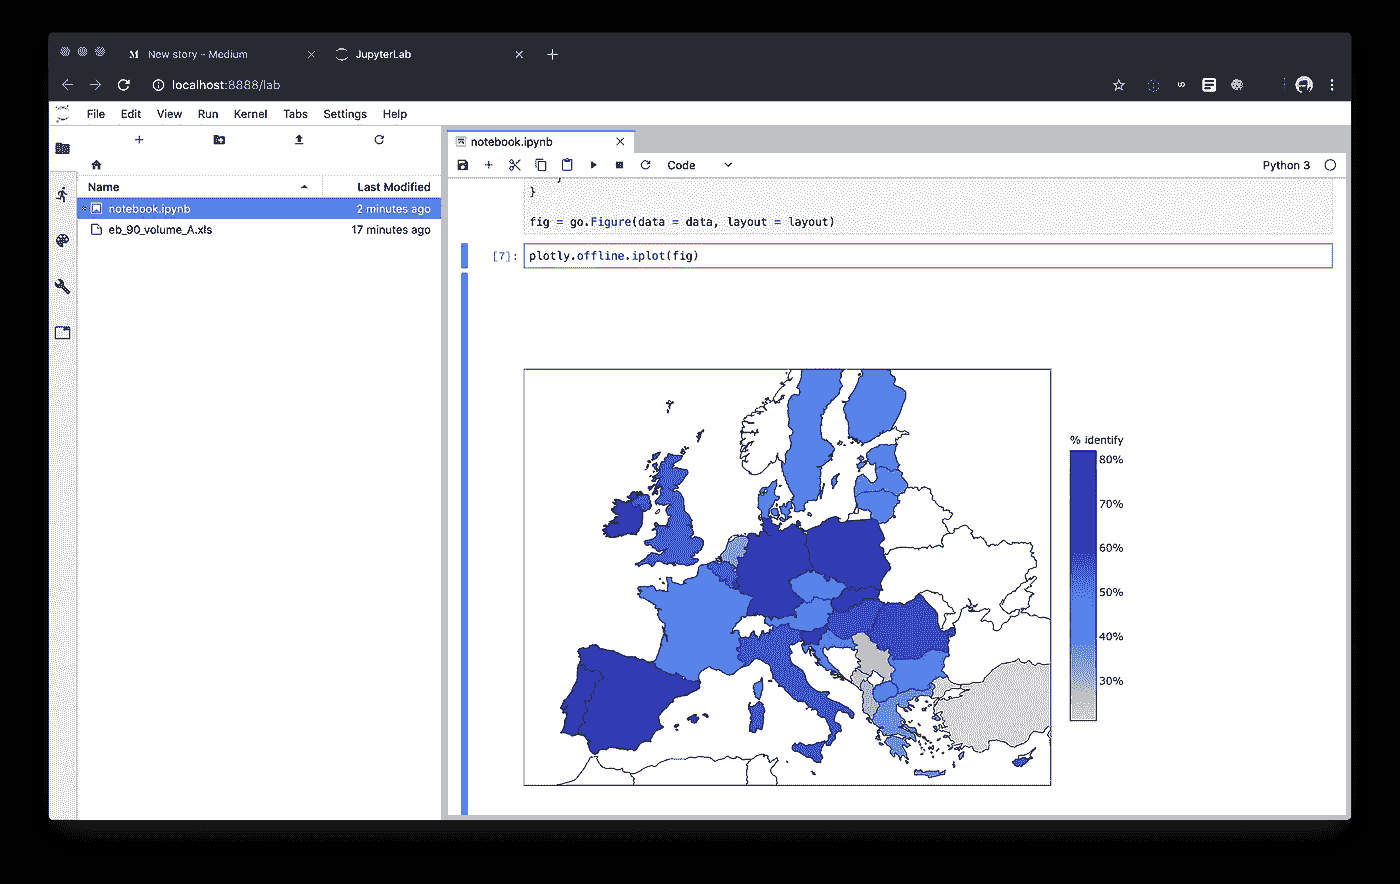 New story – Medium
JupyterLab
localhost:8888/lab
File Edit View Run Kernel Tabs Settings Help
notebook.ipynb
Code
Python 3
Name Last Modified
notebook.ipynb 2 minutes ago
eb_90_volume_A.xls 17 minutes ago
}
fig = go.Figure(data = data, layout = layout)
[7]: plotly.offline.iplot(fig)
% identify
80%
70%
60%
50%
40%
30%